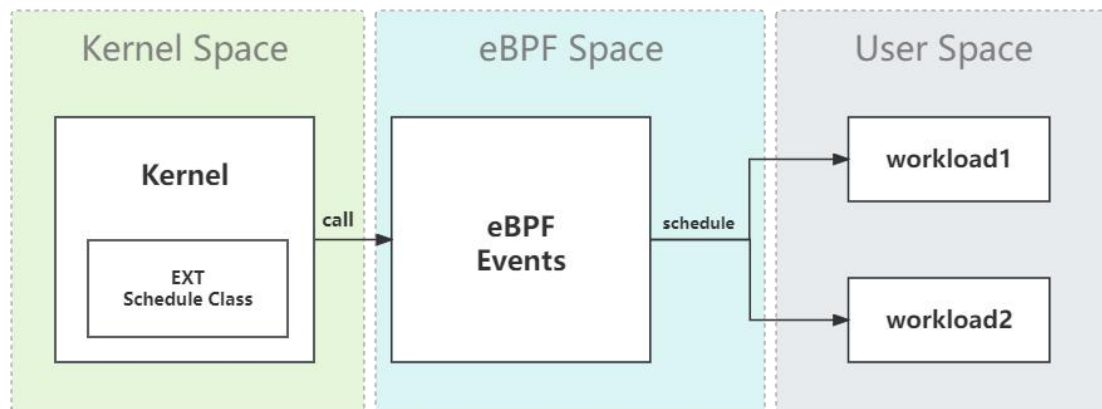 Kernel Space
eBPF Space
User Space
Kernel
EXT
Schedule Class
call
eBPF
Events
schedule
workload1
workload2